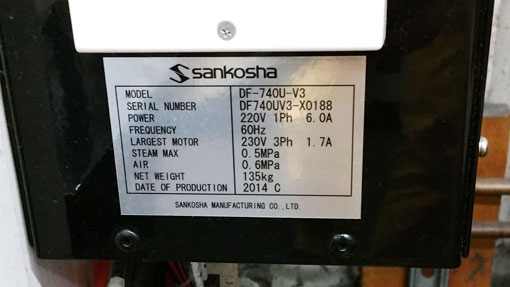 sankosha
MODEL DF-740U-V3
SERIAL NUMBER DF740UV3-X0188
POWER 220V 1Ph 6.0A
FREQUENCY 60Hz
LARGEST MOTOR 230V 3Ph 1.7A
STEAM MAX 0.5MPa
AIR 0.6MPa
NET WEIGHT 135kg
DATE OF PRODUCTION 2014 C
SANKOSHA MANUFACTURING CO.,LTD.